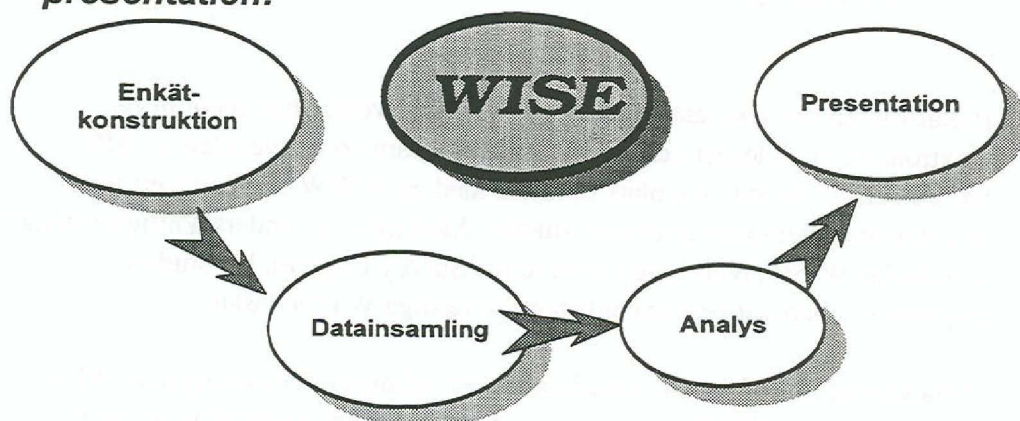 presentation.
Enkät-
konstruktion
WISE
Presentation
Datainsamling
Analys